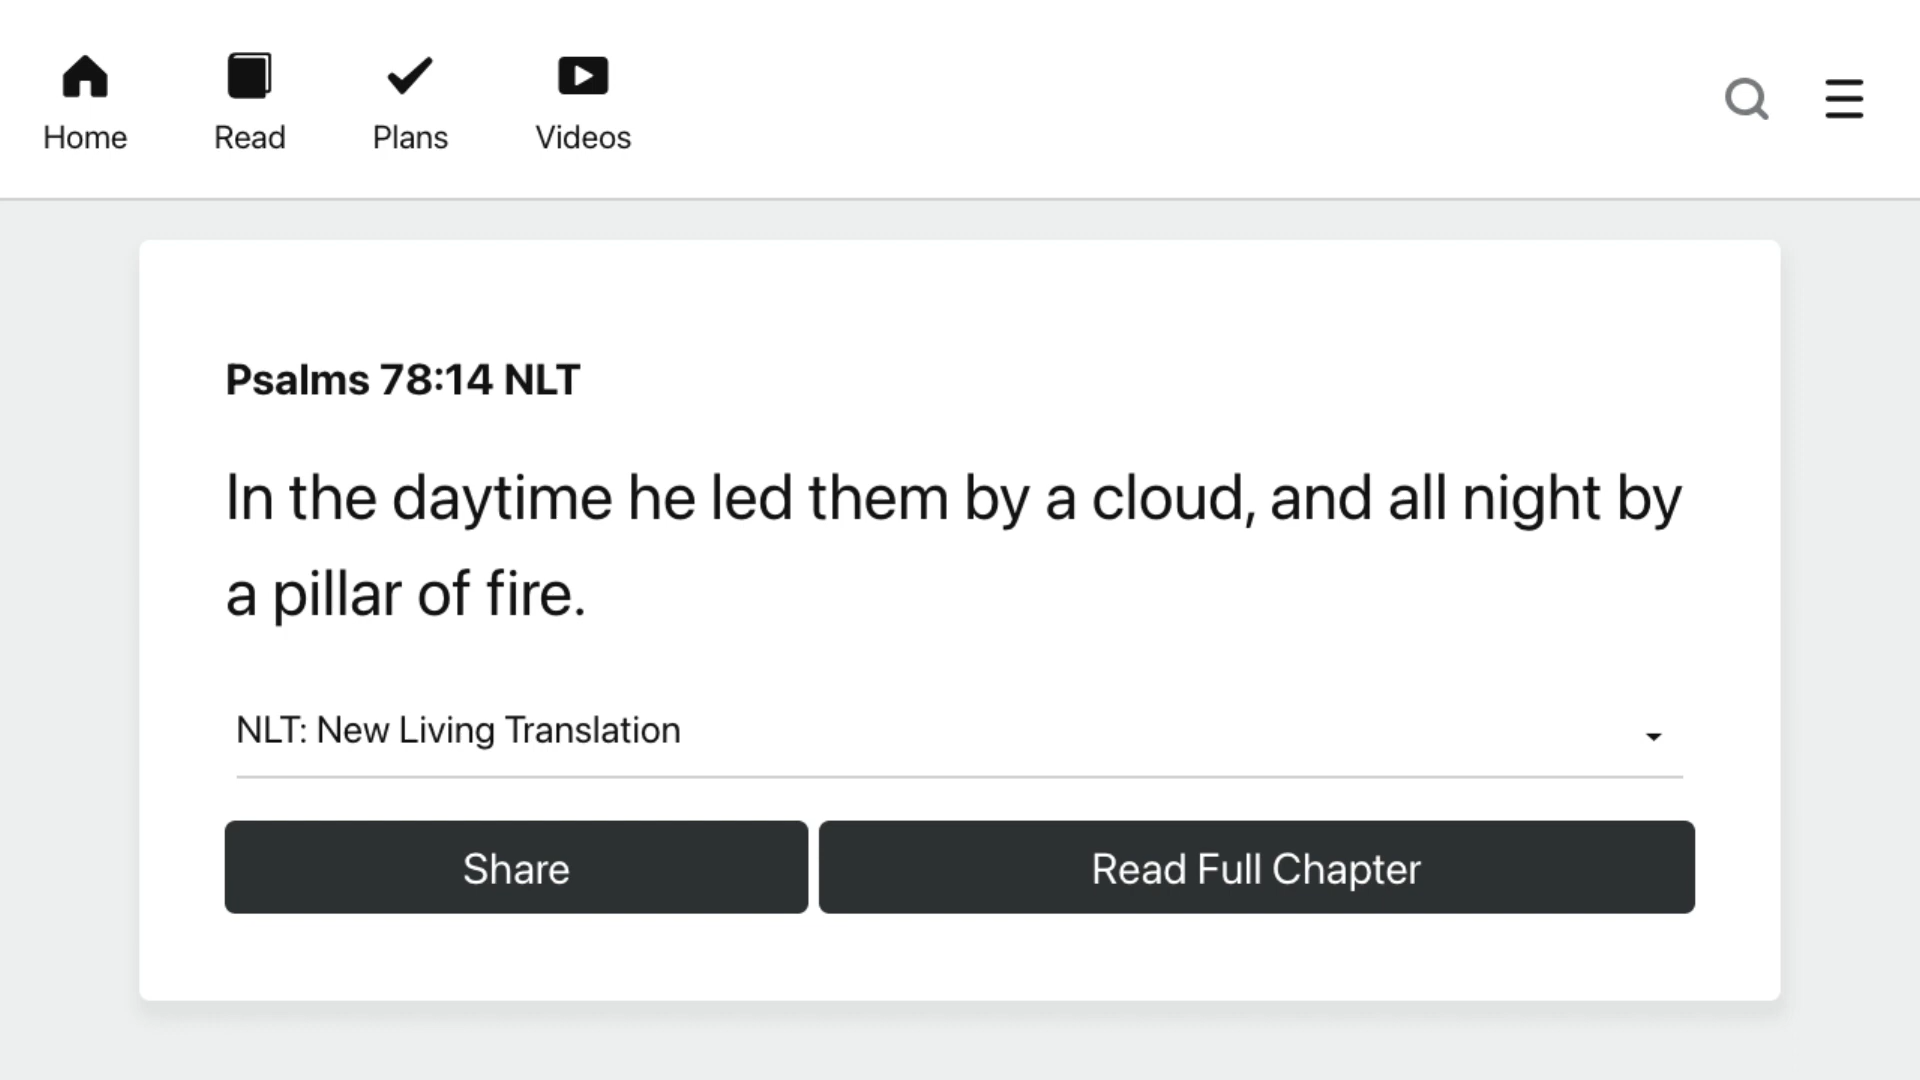 Home Read Plans Videos
Psalms 78:14 NLT
In the daytime he led them by a cloud, and all night by
a pillar of fire.
NLT: New Living Translation
Share Read Full Chapter